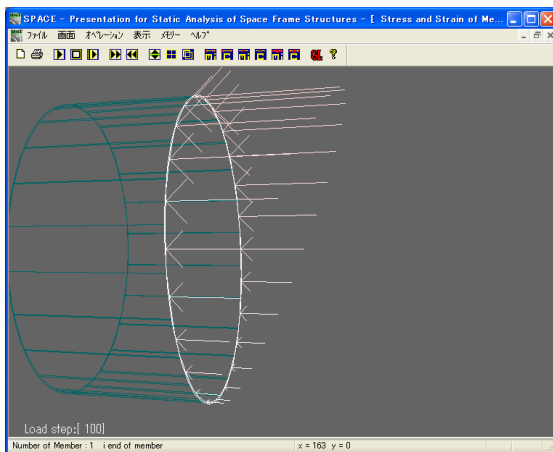 SPACE - Presentation for Static Analysis of Space Frame Structures - [ Stress and Strain of Me...
ファイル 画面 オペレーション 表示 メモリー ヘルプ
Load step:[ 100]
Number of Member : 1 i end of member x = 163 y = 0